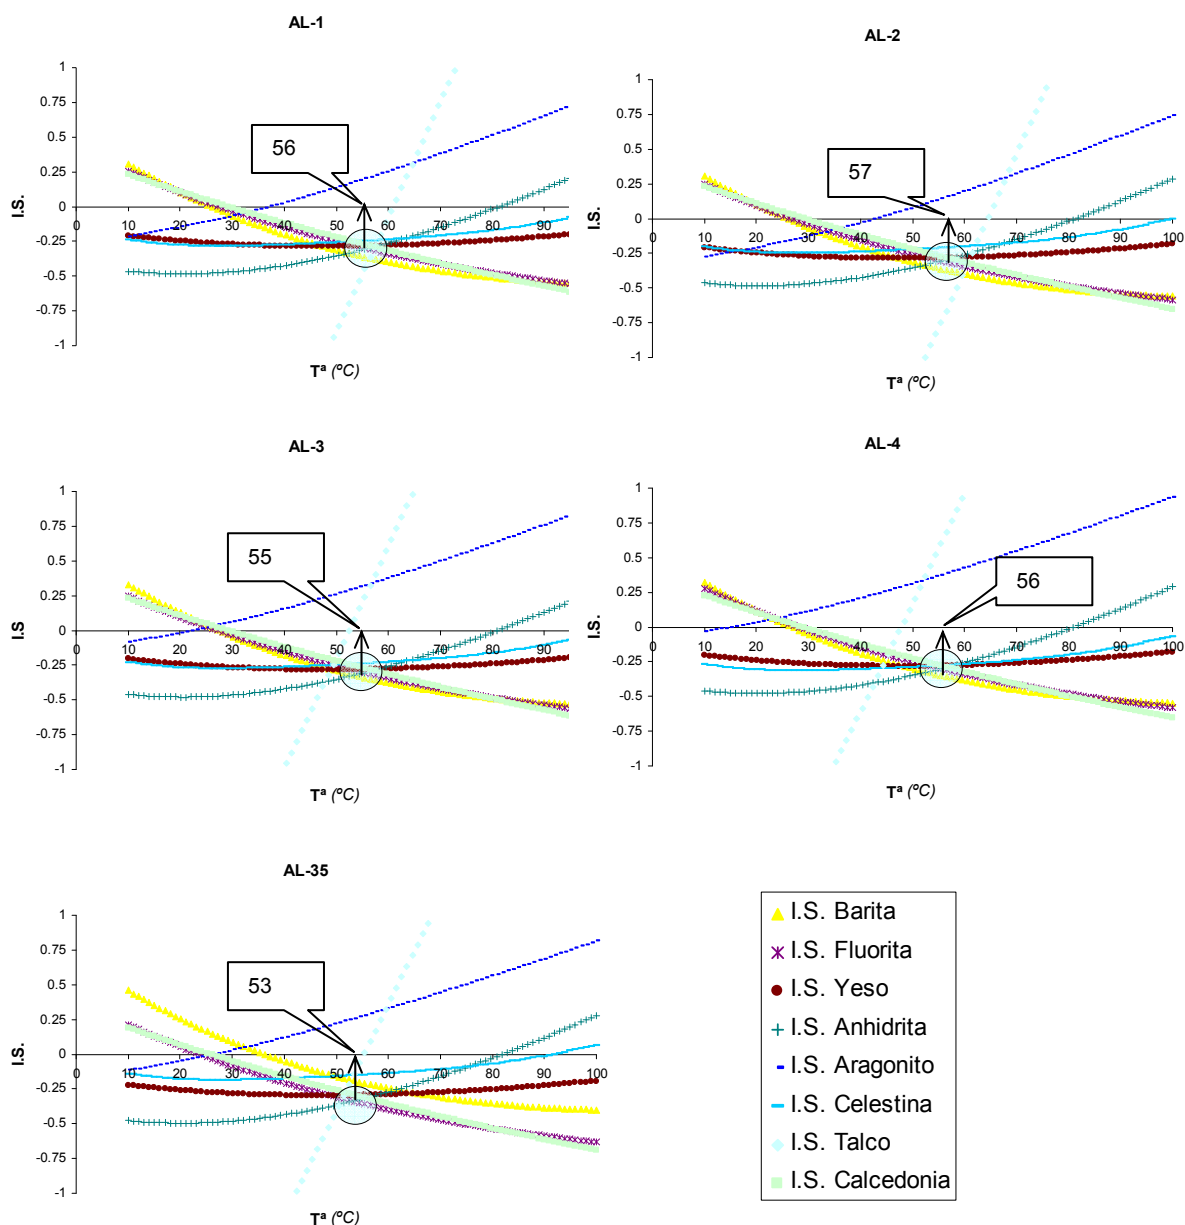 AL-1
1
0.75
0.5
0.25
0
-0.25
-0.5
-0.75
-1
0 10 20 30 40 50 60 70 80 90
I.S.
Tª (ºC)
56
AL-2
1
0.75
0.5
0.25
0
-0.25
-0.5
-0.75
-1
0 10 20 30 40 50 60 70 80 90 100
I.S.
Tª (ºC)
57
AL-3
1
0.75
0.5
0.25
0
-0.25
-0.5
-0.75
-1
0 10 20 30 40 50 60 70 80 90
I.S
Tª (ºC)
55
AL-4
1
0.75
0.5
0.25
0
-0.25
-0.5
-0.75
-1
0 10 20 30 40 50 60 70 80 90 100
I.S.
Tª (ºC)
56
AL-35
1
0.75
0.5
0.25
0
-0.25
-0.5
-0.75
-1
0 10 20 30 40 50 60 70 80 90 100
I.S.
Tª (ºC)
53
I.S. Barita
I.S. Fluorita
I.S. Yeso
I.S. Anhidrita
I.S. Aragonito
I.S. Celestina
I.S. Talco
I.S. Calcedonia